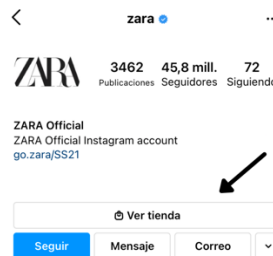 zara
ZARA
3462 45,8 mill. 72
Publicaciones Seguidores Siguiendo
ZARA Official
ZARA Official Instagram account
go.zara/SS21
Ver tienda
Seguir Mensaje Correo